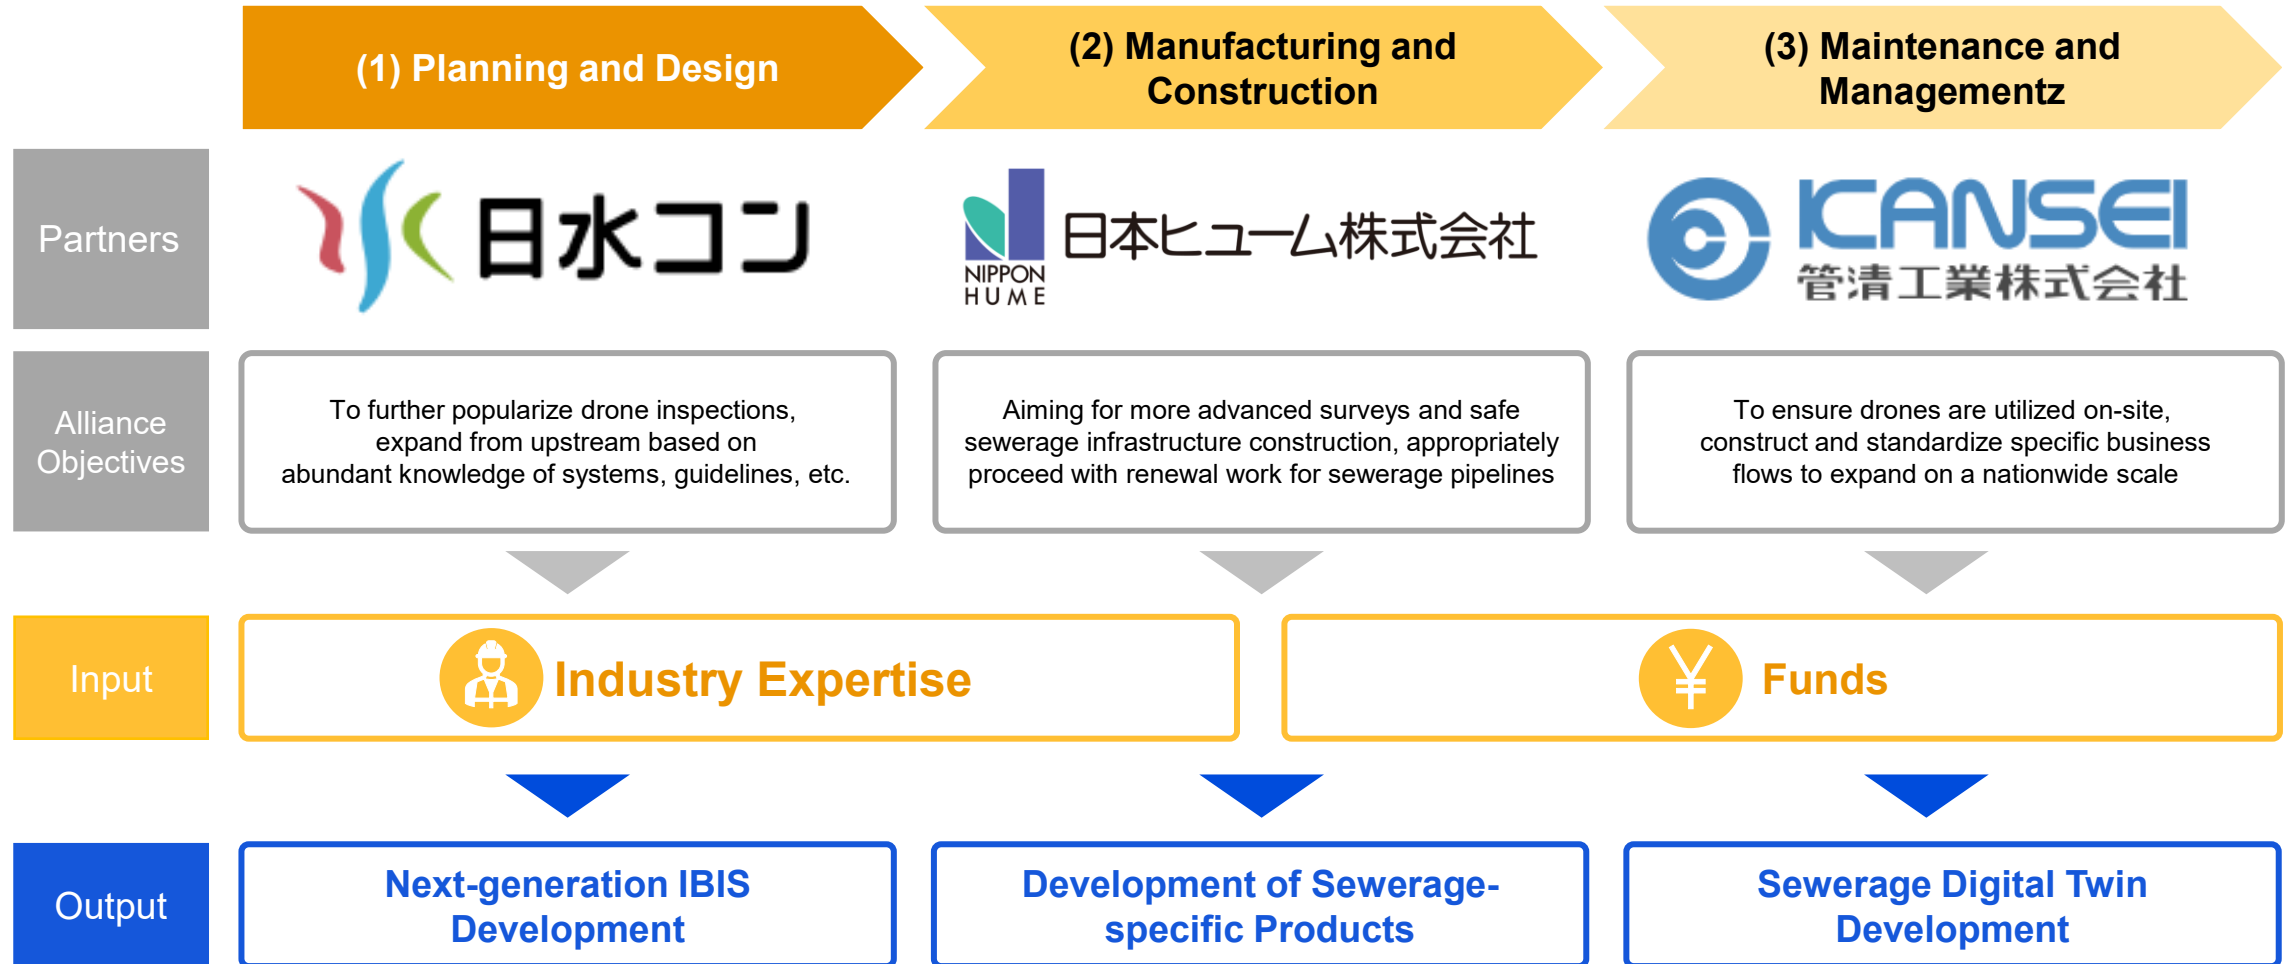 (1) Planning and Design
(2) Manufacturing and
Construction
(3) Maintenance and
Managementz
Partners
日水コン
NIPPON
HUME
日本ヒューム株式会社
KANSEI
管清工業株式会社
Alliance
Objectives
To further popularize drone inspections,
expand from upstream based on
abundant knowledge of systems, guidelines, etc.
Aiming for more advanced surveys and safe
sewerage infrastructure construction, appropriately
proceed with renewal work for sewerage pipelines
To ensure drones are utilized on-site,
construct and standardize specific business
flows to expand on a nationwide scale
Input
Industry Expertise
¥
Funds
Output
Next-generation IBIS
Development
Development of Sewerage-
specific Products
Sewerage Digital Twin
Development